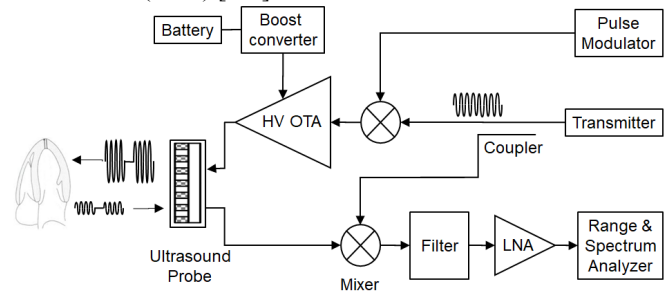 Battery
Boost
converter
Pulse
Modulator
HV OTA
Transmitter
Coupler
Ultrasound
Probe
Mixer
Filter
LNA
Range &
Spectrum
Analyzer